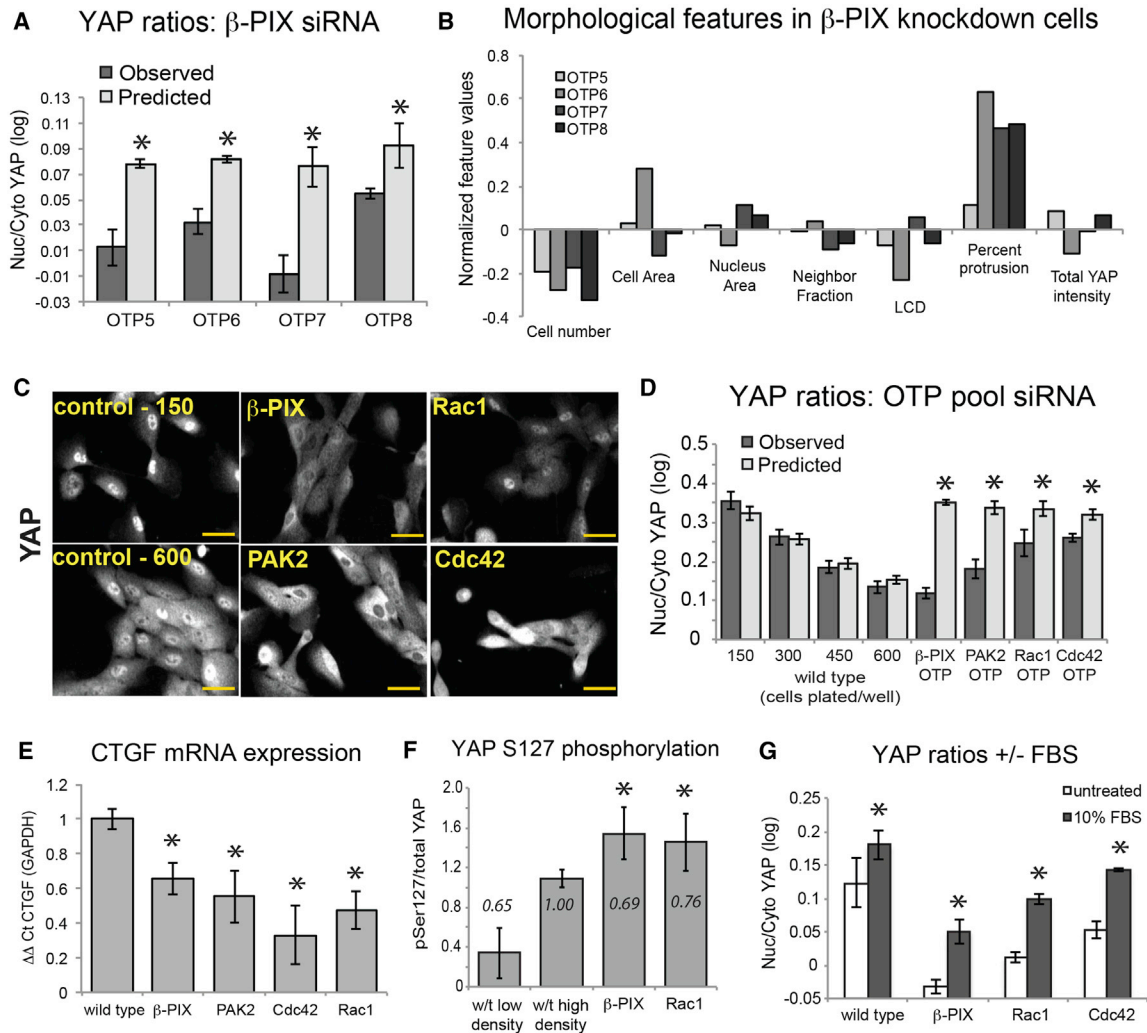 A YAP ratios: β-PIX siRNA
Observed
Predicted
Nuc/Cyto YAP (log)
0.13
0.11
0.09
0.07
0.05
0.03
0.01
-0.01
-0.03
* * * *
OTP5 OTP6 OTP7 OTP8
B Morphological features in β-PIX knockdown cells
Normalized feature values
0.8
0.6
0.4
0.2
0
-0.2
-0.4
OTP5
OTP6
OTP7
OTP8
Cell number
Cell Area
Nucleus
Area
Neighbor
Fraction
LCD
Percent
protrusion
Total YAP
intensity
C
YAP
control - 150
β-PIX
Rac1
control - 600
PAK2
Cdc42
D YAP ratios: OTP pool siRNA
Observed
Predicted
Nuc/Cyto YAP (log)
0.5
0.4
0.3
0.2
0.1
0
* * * *
150 300 450 600 β-PIX PAK2 Rac1 Cdc42
OTP OTP OTP OTP
wild type
(cells plated/well)
E CTGF mRNA expression
ΔΔ Ct CTGF (GAPDH)
1.2
1
0.8
0.6
0.4
0.2
0
* * * *
wild type β-PIX PAK2 Cdc42 Rac1
F YAP S127 phosphorylation
pSer127/total YAP
2.0
1.6
1.2
0.8
0.4
0
* *
0.65 1.00 0.69 0.76
w/t low
density
w/t high
density
β-PIX
Rac1
G YAP ratios +/- FBS
untreated
10% FBS
Nuc/Cyto YAP (log)
0.25
0.2
0.15
0.1
0.05
0
-0.05
* * * *
wild type β-PIX Rac1 Cdc42